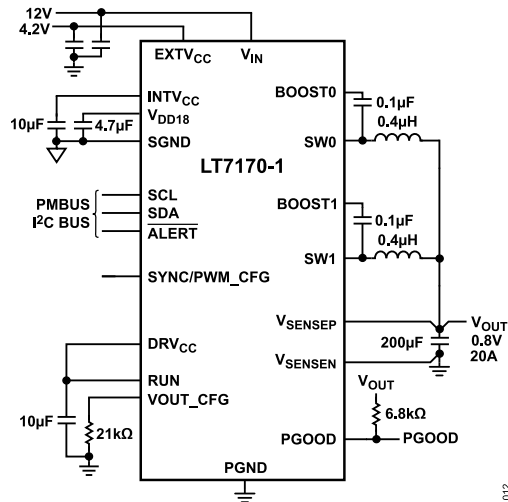 12V
4.2V
EXTVCC
VIN
INTVCC
VDD18
10µF
4.7µF
SGND
LT7170-1
BOOST0
0.1µF
0.4µH
SW0
PMBUS
I2C BUS
SCL
SDA
ALERT
BOOST1
0.1µF
0.4µH
SW1
SYNC/PWM_CFG
VSENSEP
VOUT
0.8V
20A
200µF
VSENSEN
DRVCC
RUN
VOUT_CFG
10µF
21kΩ
VOUT
6.8kΩ
PGOOD
PGOOD
PGND
012